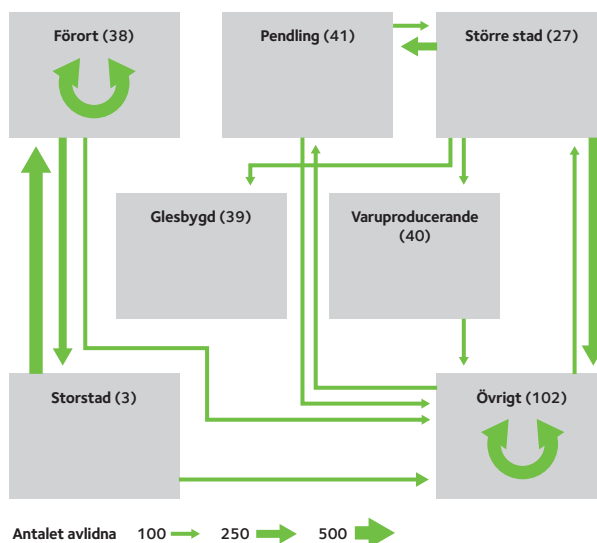 Förort (38)
Pendling (41)
Större stad (27)
Glesbygd (39)
Varuproducerande
(40)
Storstad (3)
Övrigt (102)
Antalet avlidna 100 250 500